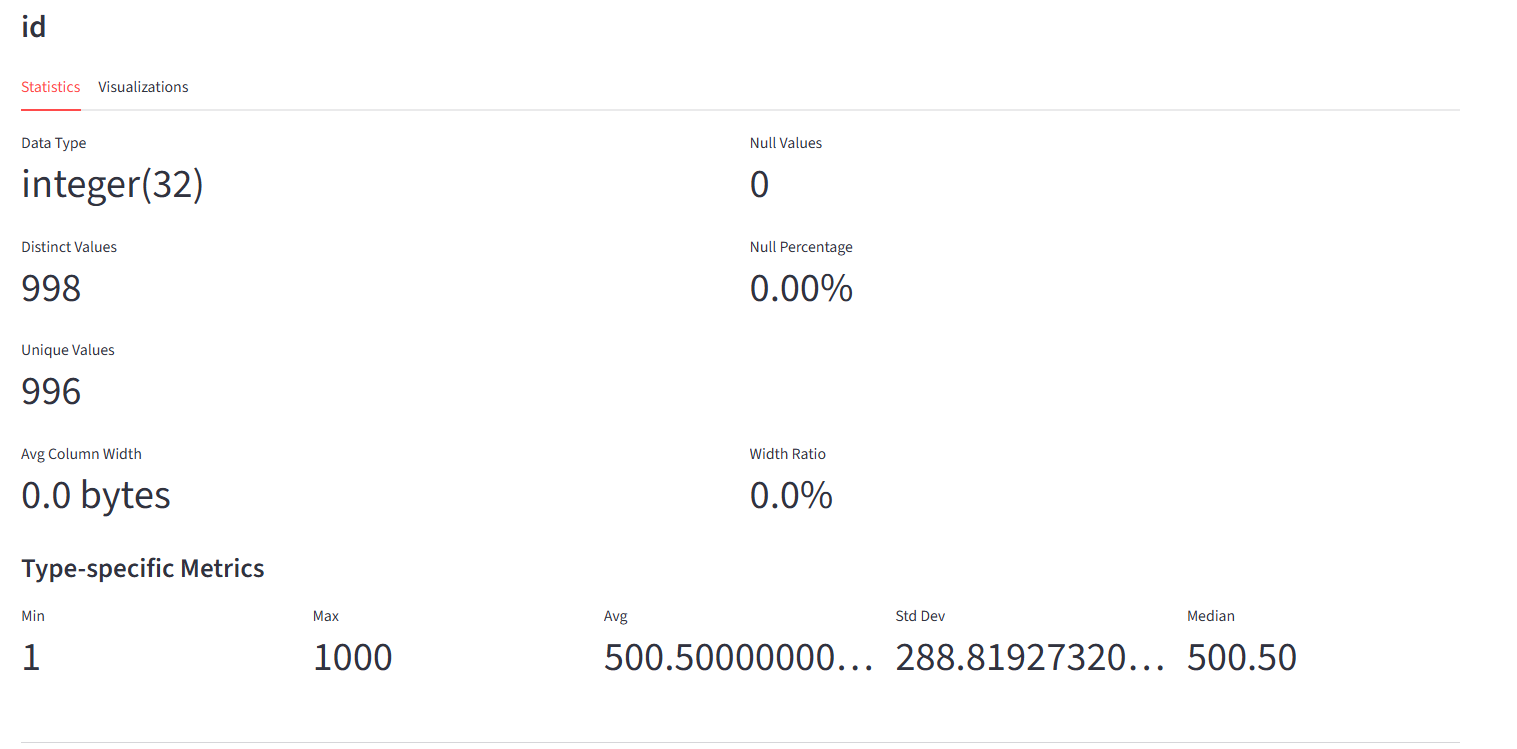 id
Statistics Visualizations
Data Type Null Values
integer(32) 0
Distinct Values Null Percentage
998 0.00%
Unique Values
996
Avg Column Width Width Ratio
0.0 bytes 0.0%
Type-specific Metrics
Min Max Avg Std Dev Median
1 1000 500.50000000... 288.81927320... 500.50